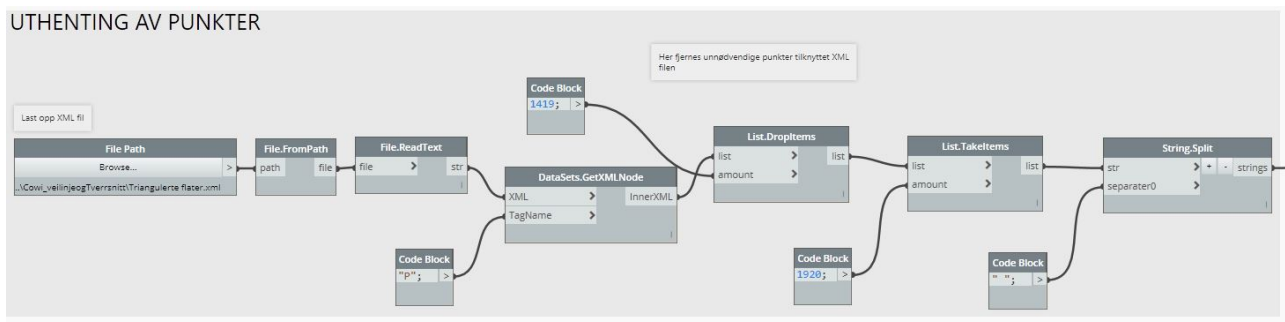 UTHENTING AV PUNKTER
Her fjernes unnødvendige punkter tilknyttet XML
filen
Last opp XML fil
File Path
Browse...
>
..\Cowi_veilinjeogTverrsnitt\Triangulerte flater.xml
File.FromPath
path
file
File.ReadText
file
>
str
Code Block
"P";
>
DataSets.GetXMLNode
XML
>
InnerXML
TagName
>
Code Block
1419;
>
List.DropItems
list
>
list
amount
>
Code Block
1920;
>
List.TakeItems
list
>
list
amount
>
Code Block
" ";
>
String.Split
str
>
+
-
strings
separater0
>